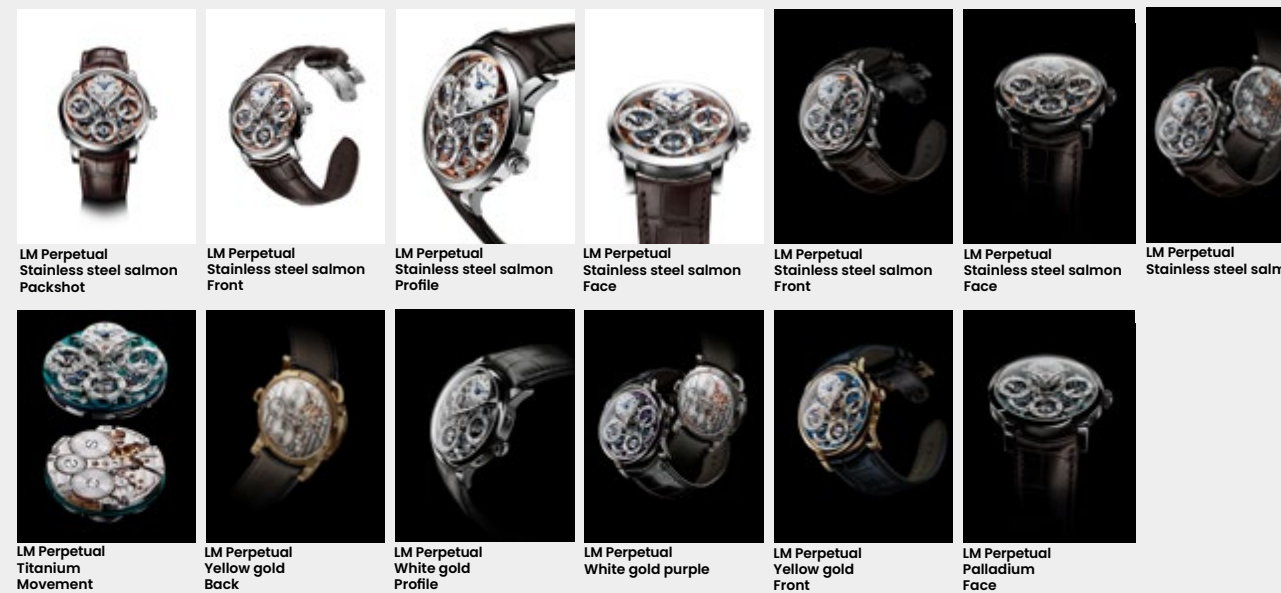 LM Perpetual
Stainless steel salmon
Packshot
LM Perpetual
Stainless steel salmon
Front
LM Perpetual
Stainless steel salmon
Profile
LM Perpetual
Stainless steel salmon
Face
LM Perpetual
Stainless steel salmon
Front
LM Perpetual
Stainless steel salmon
Face
LM Perpetual
Stainless steel
LM Perpetual
Titanium
Movement
LM Perpetual
Yellow gold
Back
LM Perpetual
White gold
Profile
LM Perpetual
White gold purple
LM Perpetual
Yellow gold
Front
LM Perpetual
Palladium
Face